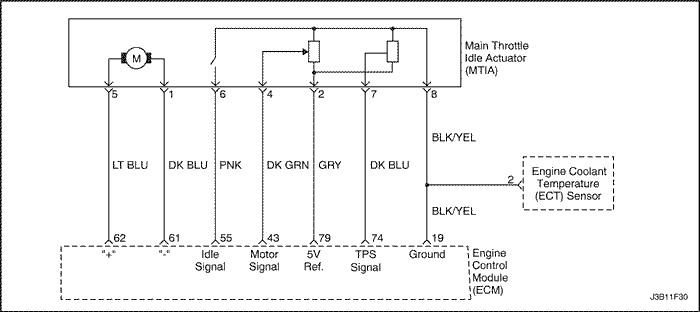 M
Main Throttle
Idle Actuator
(MTIA)
5 1 6 4 2 7 8
BLK/YEL
LT BLU DK BLU PNK DK GRN GRY DK BLU
2
Engine Coolant
Temperature
(ECT) Sensor
BLK/YEL
62 61 55 43 79 74 19
"+" "-" Idle Signal Motor Signal 5V Ref. TPS Signal Ground
Engine
Control
Module
(ECM)
J3B11F30